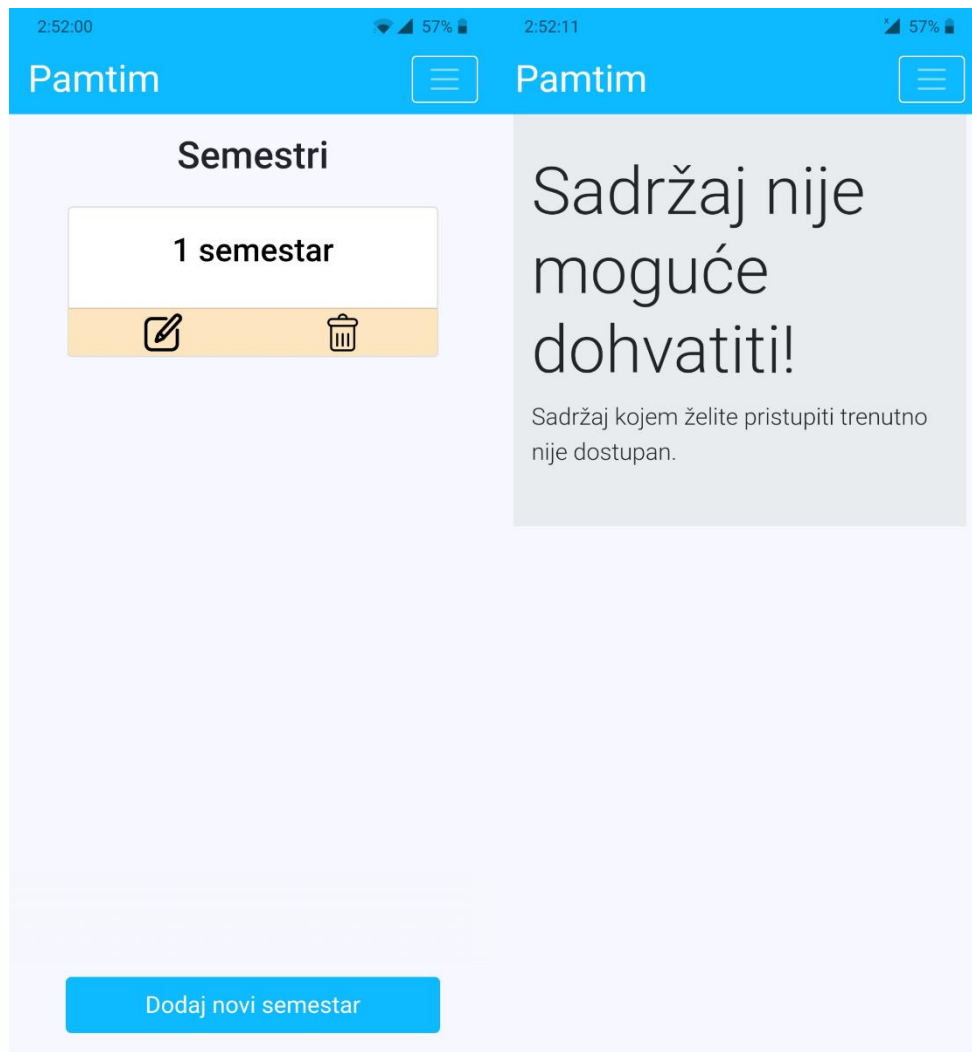 2:52:00
57%
Pamtim
Semestri
1 semestar
Dodaj novi semestar
2:52:11
57%
Pamtim
Sadržaj nije
moguće
dohvatiti!
Sadržaj kojem želite pristupiti trenutno
nije dostupan.